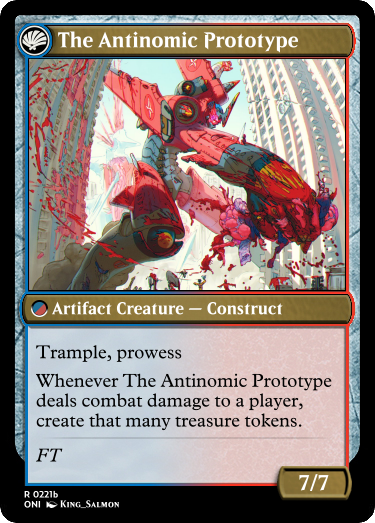 The Antinomic Prototype
Artifact Creature — Construct
Trample, prowess
Whenever The Antinomic Prototype
deals combat damage to a player,
create that many treasure tokens.
FT
7/7
R 0221b
ONI King_Salmon